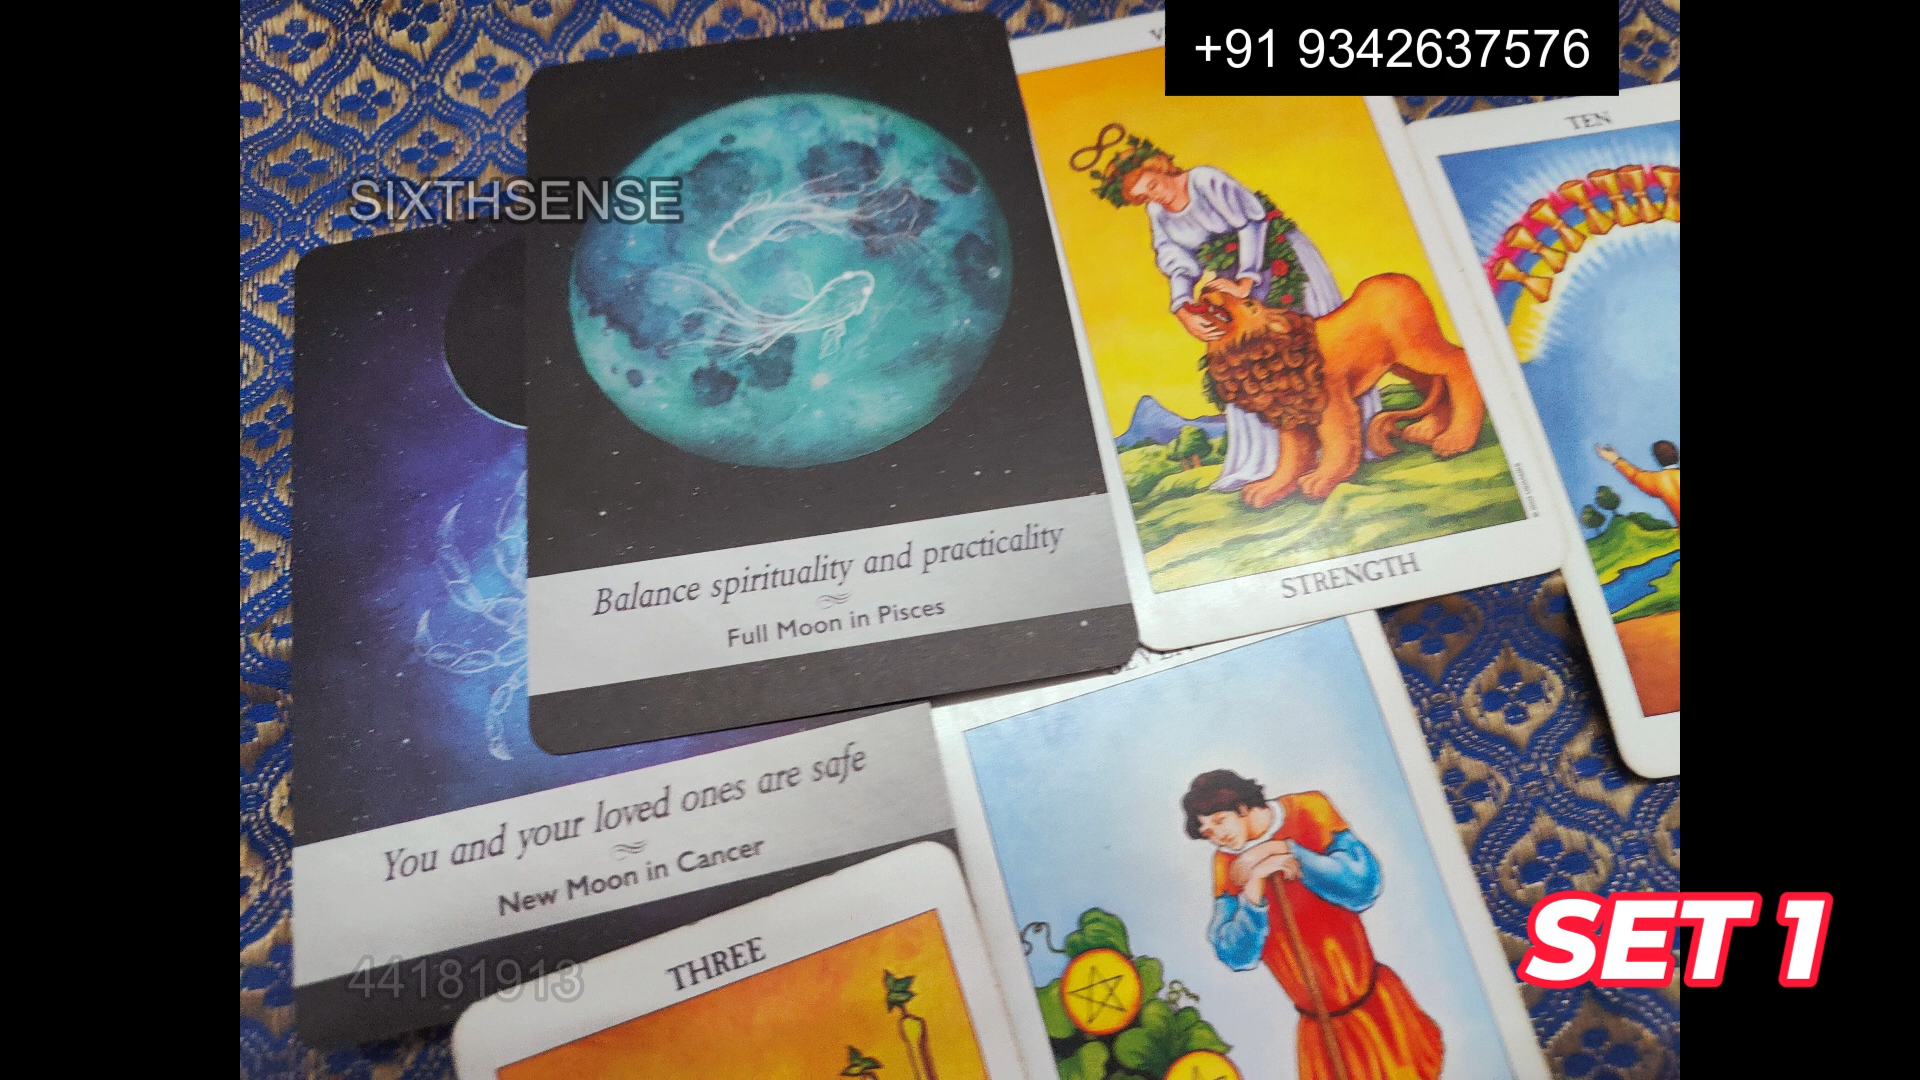 +91 9342637576
TEN
SIXTHSENSE
Balance spirituality and practicality
Full Moon in Pisces
STRENGTH
You and your loved ones are safe
New Moon in Cancer
THREE
44181913
SET 1